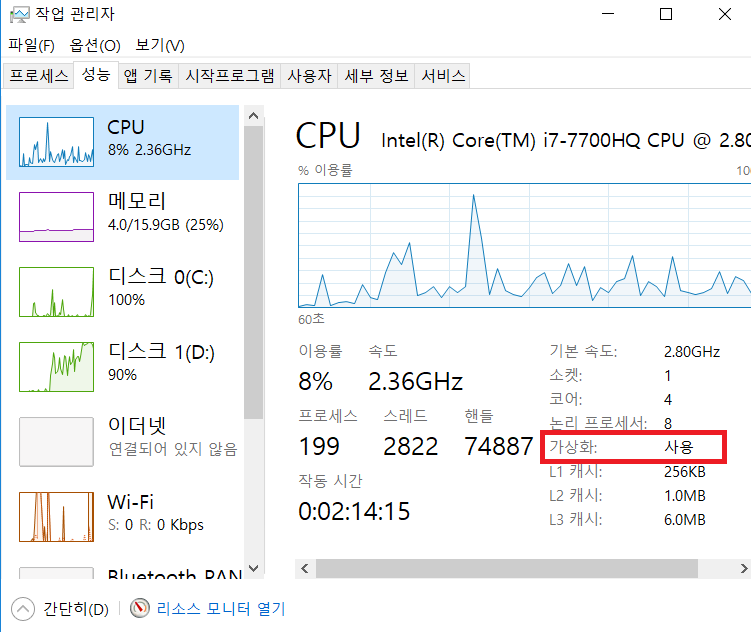 작업 관리자
파일(F) 옵션(O) 보기(V)
프로세스 성능 앱 기록 시작프로그램 사용자 세부 정보 서비스
CPU
8% 2.36GHz
메모리
4.0/15.9GB (25%)
디스크 0(C:)
100%
디스크 1(D:)
90%
이더넷
연결되어 있지 않음
Wi-Fi
S: 0 R: 0 Kbps
Bluetooth PAN
CPU Intel(R) Core(TM) i7-7700HQ CPU @ 2.80
% 이용률 100
60초
이용률 속도
8% 2.36GHz
프로세스 스레드 핸들
199 2822 74887
작동 시간
0:02:14:15
기본 속도: 2.80GHz
소켓: 1
코어: 4
논리 프로세서: 8
가상화: 사용
L1 캐시: 256KB
L2 캐시: 1.0MB
L3 캐시: 6.0MB
간단히(D) 리소스 모니터 열기